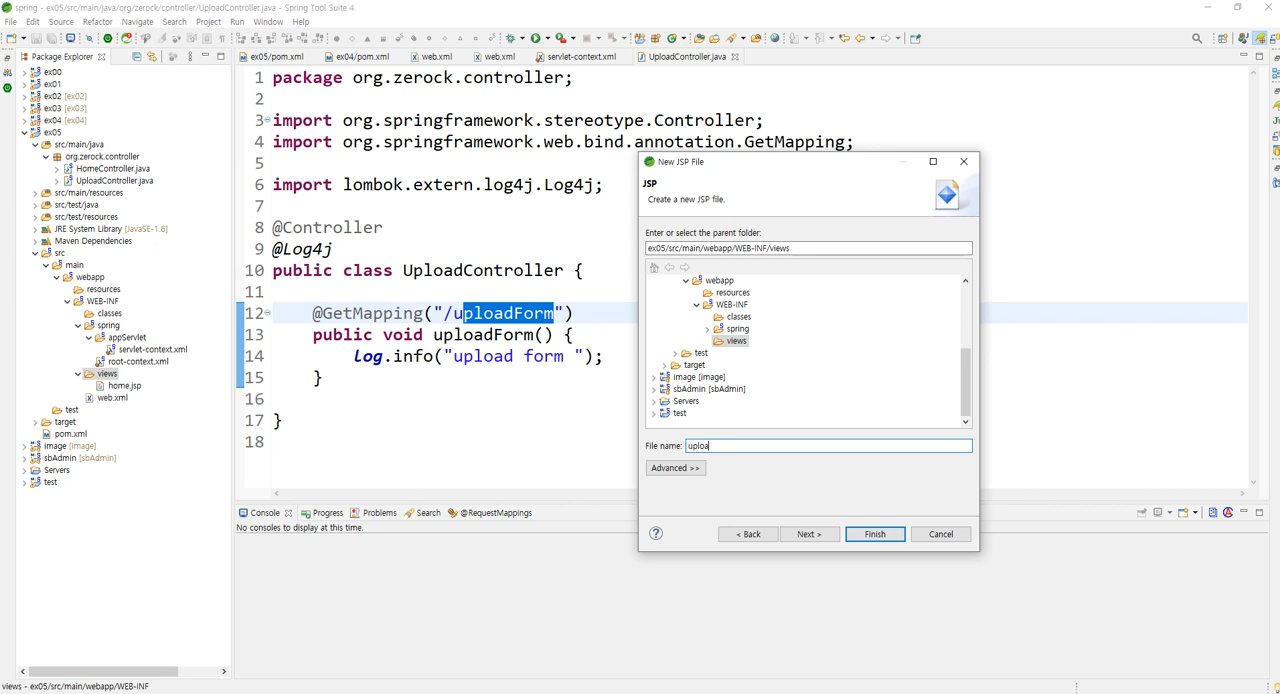 spring - ex05/src/main/java/org/zerock/controller/UploadController.java - Spring Tool Suite 4
File Edit Source Refactor Navigate Search Project Run Window Help
Package Explorer
ex00
ex01
ex02 [ex02]
ex03 [ex03]
ex04 [ex04]
ex05
src/main/java
org.zerock.controller
HomeController.java
UploadController.java
src/main/resources
src/test/java
src/test/resources
JRE System Library [JavaSE-1.6]
Maven Dependencies
src
main
webapp
resources
WEB-INF
classes
spring
appServlet
servlet-context.xml
root-context.xml
views
home.jsp
web.xml
test
target
pom.xml
image [image]
sbAdmin [sbAdmin]
Servers
test
ex05/pom.xml ex04/pom.xml web.xml web.xml servlet-context.xml UploadController.java
1 package org.zerock.controller;
2
3 import org.springframework.stereotype.Controller;
4 import org.springframework.web.bind.annotation.GetMapping;
5
6 import lombok.extern.log4j.Log4j;
7
8 @Controller
9 @Log4j
10 public class UploadController {
11
12 @GetMapping("/uploadForm")
13 public void uploadForm() {
14 log.info("upload form ");
15 }
16
17 }
18
New JSP File
JSP
Create a new JSP file.
Enter or select the parent folder:
ex05/src/main/webapp/WEB-INF/views
webapp
resources
WEB-INF
classes
spring
views
test
target
image [image]
sbAdmin [sbAdmin]
Servers
test
File name: uploa
Advanced >>
< Back Next > Finish Cancel
Console Progress Problems Search @RequestMappings
No consoles to display at this time.
views - ex05/src/main/webapp/WEB-INF